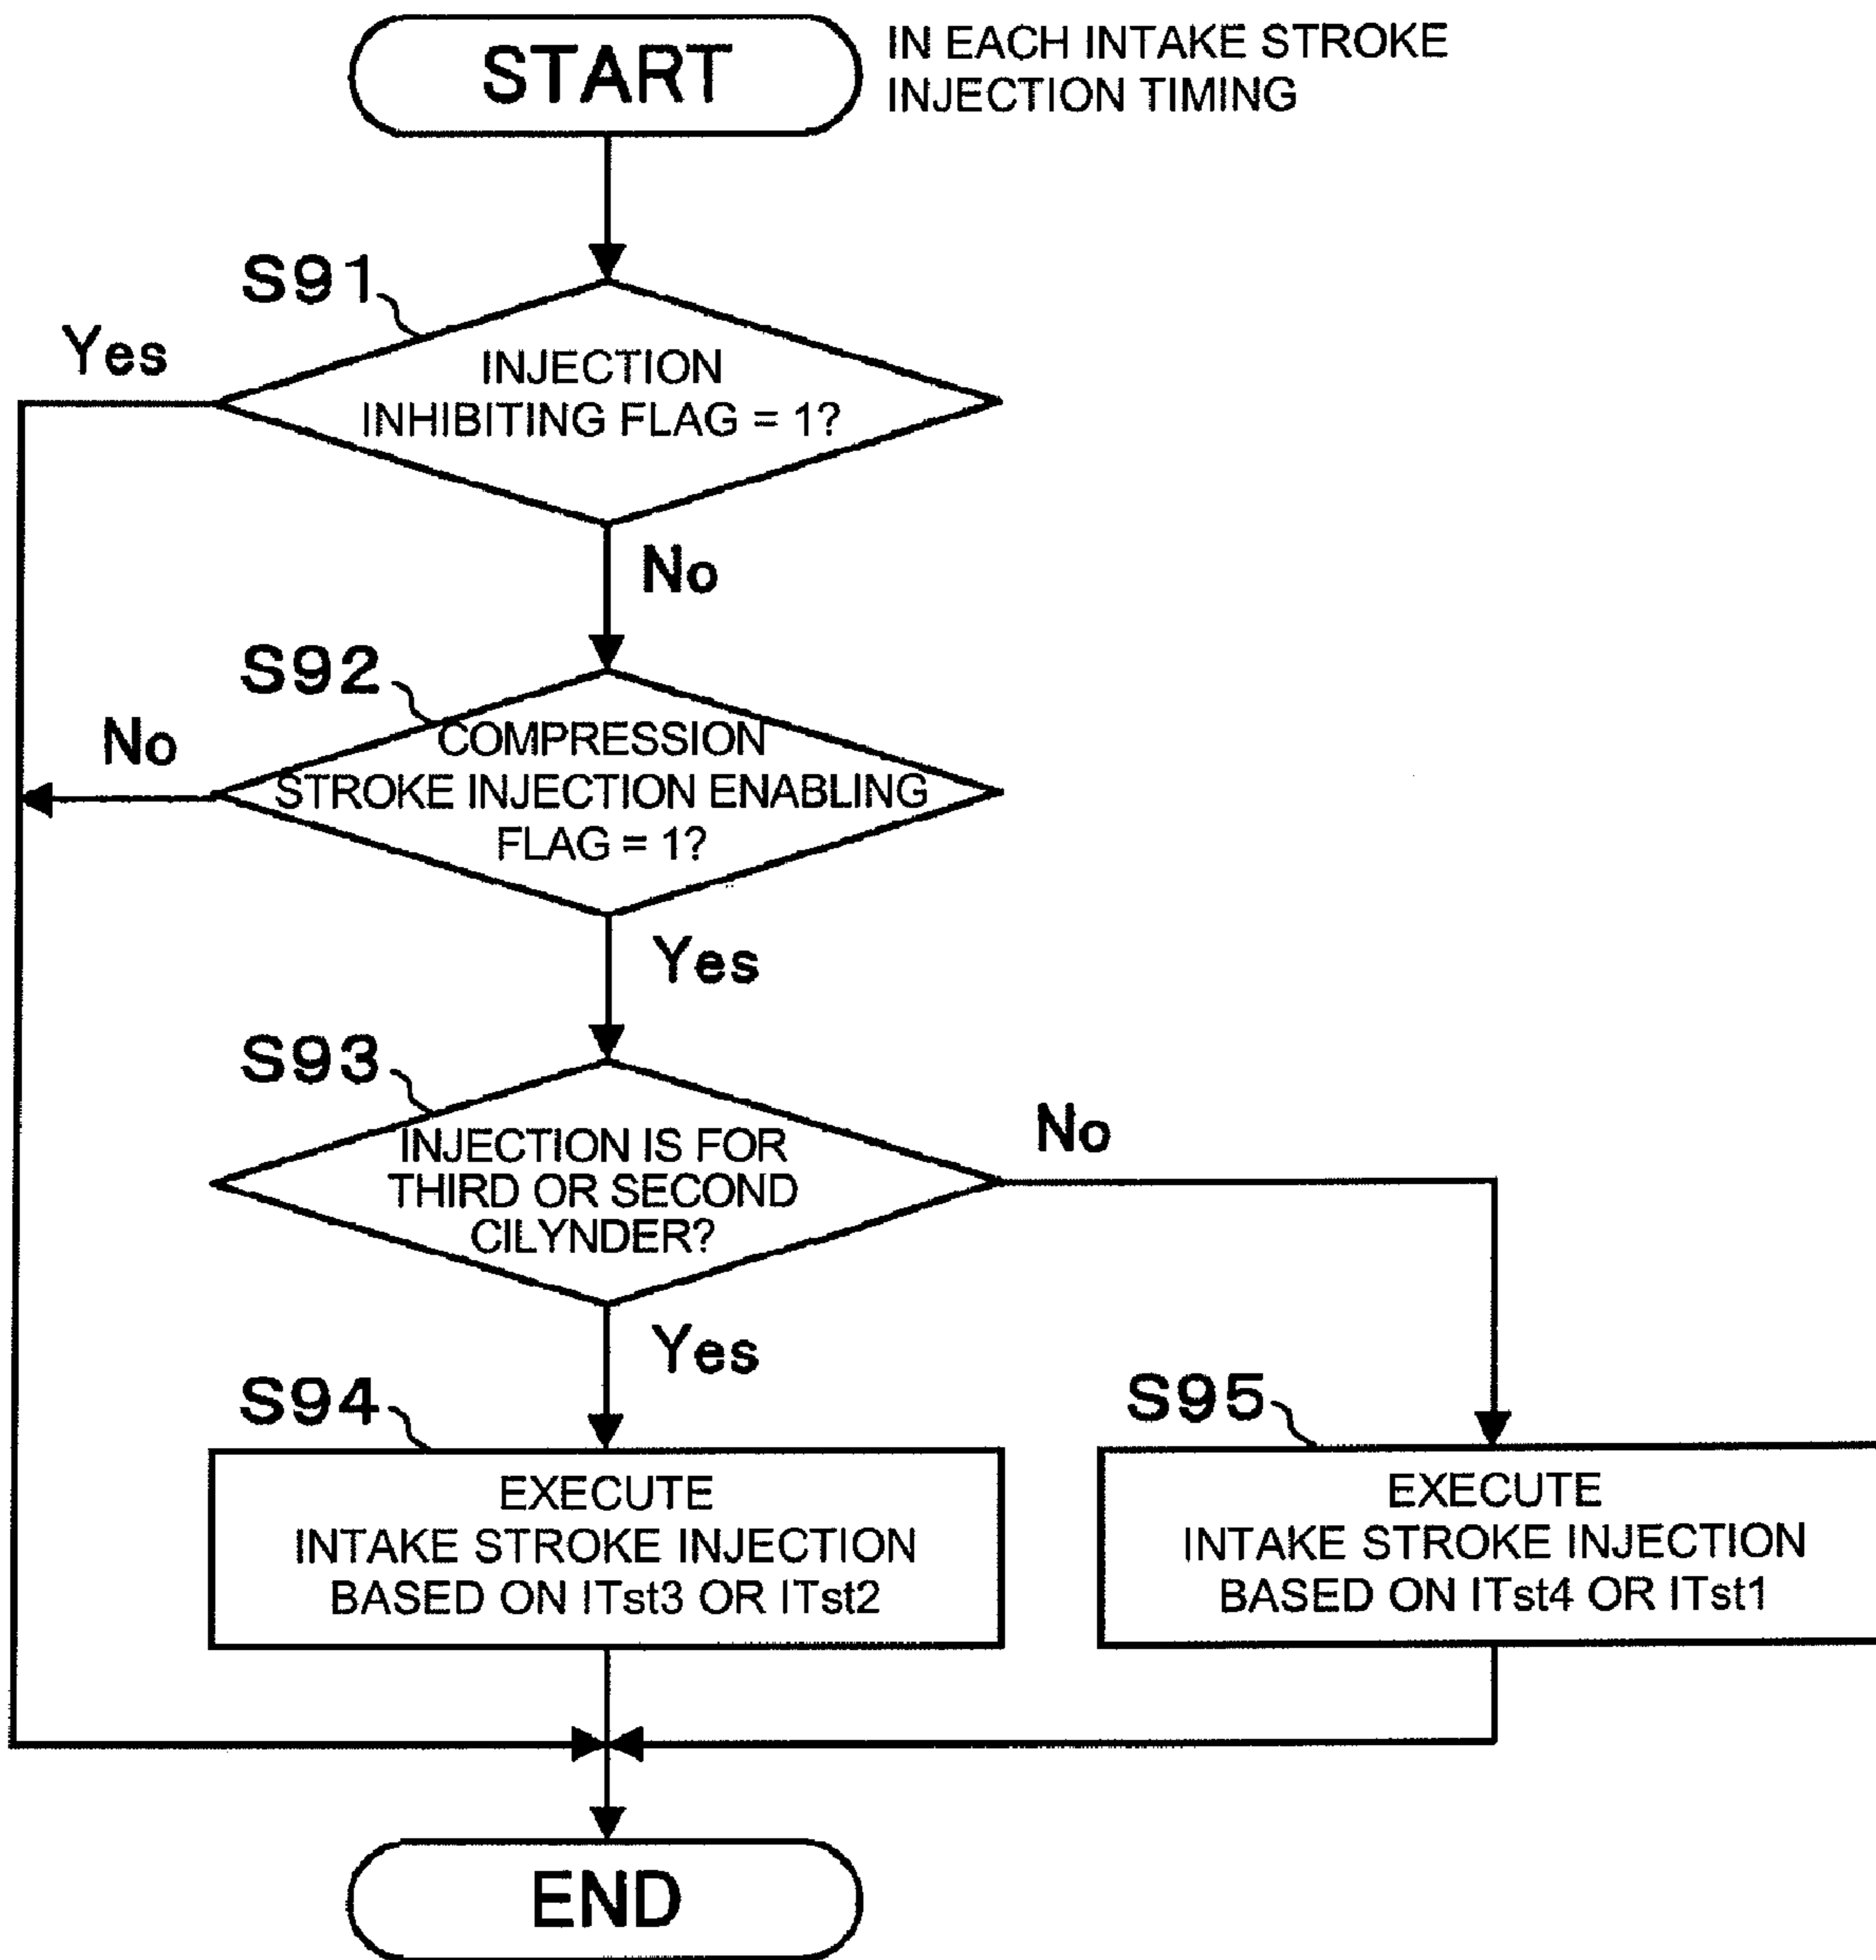 START
IN EACH INTAKE STROKE
INJECTION TIMING
S91
Yes
INJECTION
INHIBITING FLAG = 1?
No
S92
No
COMPRESSION
STROKE INJECTION ENABLING
FLAG = 1?
Yes
S93
No
INJECTION IS FOR
THIRD OR SECOND
CILYNDER?
Yes
S94
S95
EXECUTE
INTAKE STROKE INJECTION
BASED ON ITst3 OR ITst2
EXECUTE
INTAKE STROKE INJECTION
BASED ON ITst4 OR ITst1
END